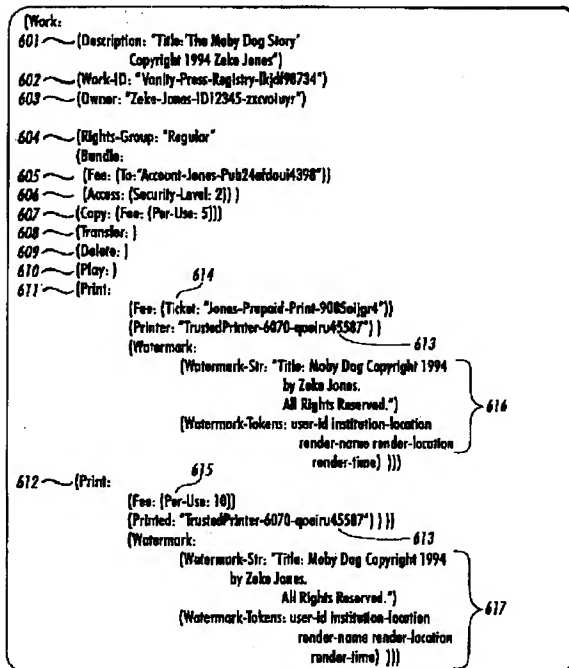 (Work:
601 (Description: "Title: 'The Moby Dog Story'
Copyright 1994 Zeke Jones")
602 (Work-ID: "Vanity-Press-Registry-lkjdf98734")
603 (Owner: "Zeke-Jones-ID12345-zxcvoiuyr")
604 (Rights-Group: "Regular"
(Bundle:
605 (Fee: (To: "Account-Jones-Pub24efdoui4398"))
606 (Access: (Security-Level: 2)) )
607 (Copy: (Fee: (Per-Use: 5)))
608 (Transfer: )
609 (Delete: )
610 (Play: )
611 (Print:
614
(Fee: (Ticket: "Jones-Prepaid-Print-9085oijgr4"))
(Printer: "TrustedPrinter-6070-qoeiru45587") )
613
(Watermark:
(Watermark-Str: "Title: Moby Dog Copyright 1994
by Zeke Jones.
All Rights Reserved.")
616
(Watermark-Tokens: user-id institution-location
render-name render-location
render-time) )))
615
612 (Print:
(Fee: (Per-Use: 10))
(Printed: "TrustedPrinter-6070-qoeiru45587") ) ))
613
(Watermark:
(Watermark-Str: "Title: Moby Dog Copyright 1994
by Zeke Jones.
All Rights Reserved.")
617
(Watermark-Tokens: user-id institution-location
render-name render-location
render-time) )))